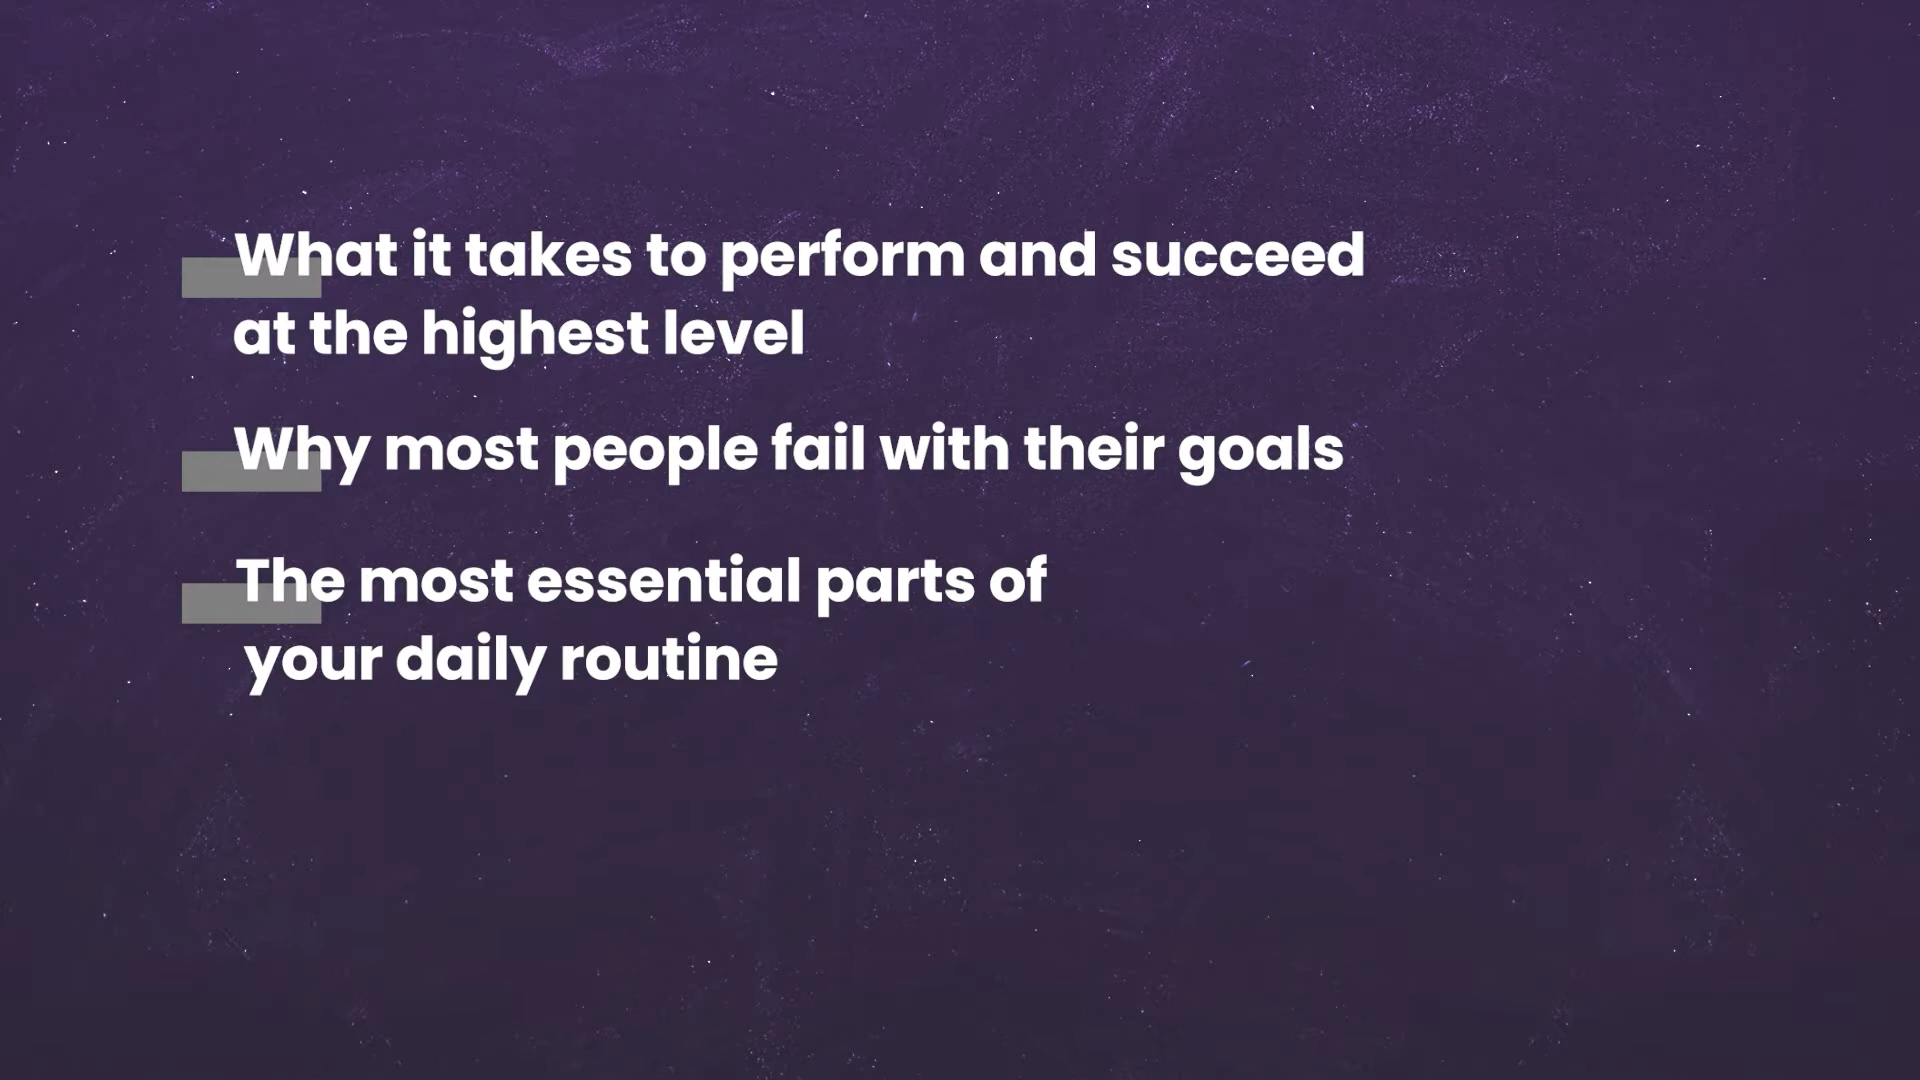 What it takes to perform and succeed
at the highest level
Why most people fail with their goals
The most essential parts of
your daily routine